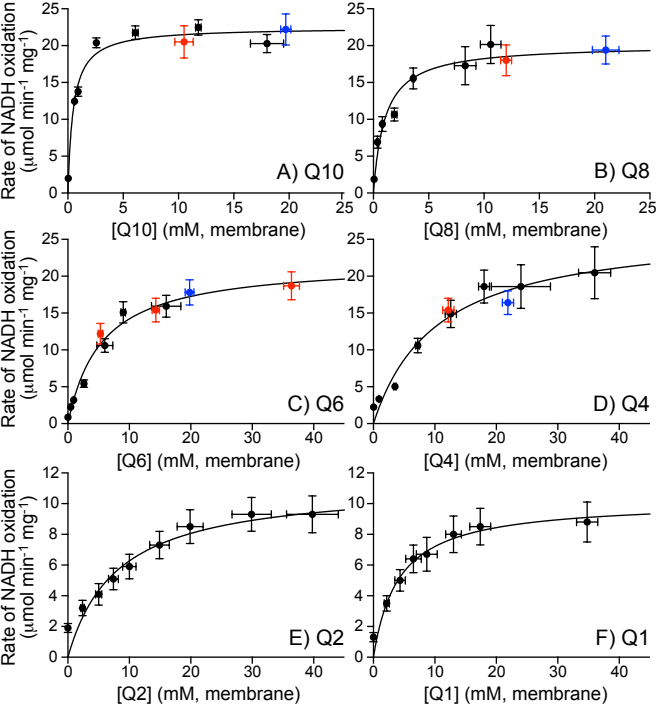 Rate of NADH oxidation
(μmol min⁻¹ mg⁻¹)
25
20
15
10
5
0
A) Q10
0 5 10 15 20 25
[Q10] (mM, membrane)
25
20
15
10
5
0
B) Q8
0 5 10 15 20 25
[Q8] (mM, membrane)
Rate of NADH oxidation
(μmol min⁻¹ mg⁻¹)
25
20
15
10
5
0
C) Q6
0 10 20 30 40
[Q6] (mM, membrane)
25
20
15
10
5
0
D) Q4
0 10 20 30 40
[Q4] (mM, membrane)
Rate of NADH oxidation
(μmol min⁻¹ mg⁻¹)
12
10
8
6
4
2
0
E) Q2
0 10 20 30 40
[Q2] (mM, membrane)
12
10
8
6
4
2
0
F) Q1
0 10 20 30 40
[Q1] (mM, membrane)